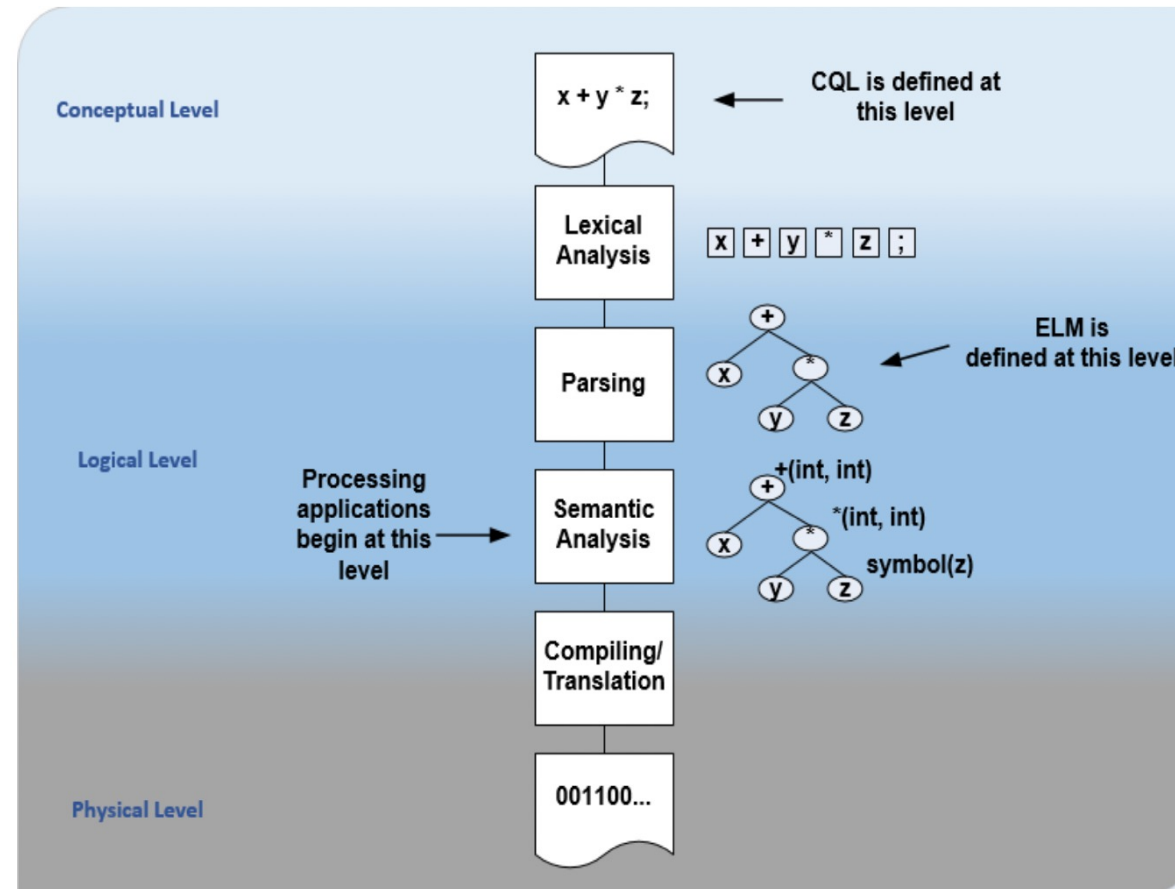 Conceptual Level
x + y * z;
CQL is defined at
this level
Lexical
Analysis
x + y * z ;
Parsing
+
x *
y z
ELM is
defined at this level
Logical Level
Processing
applications
begin at this
level
Semantic
Analysis
+(int, int)
+
*(int, int)
x *
symbol(z)
y z
Compiling/
Translation
Physical Level
001100...